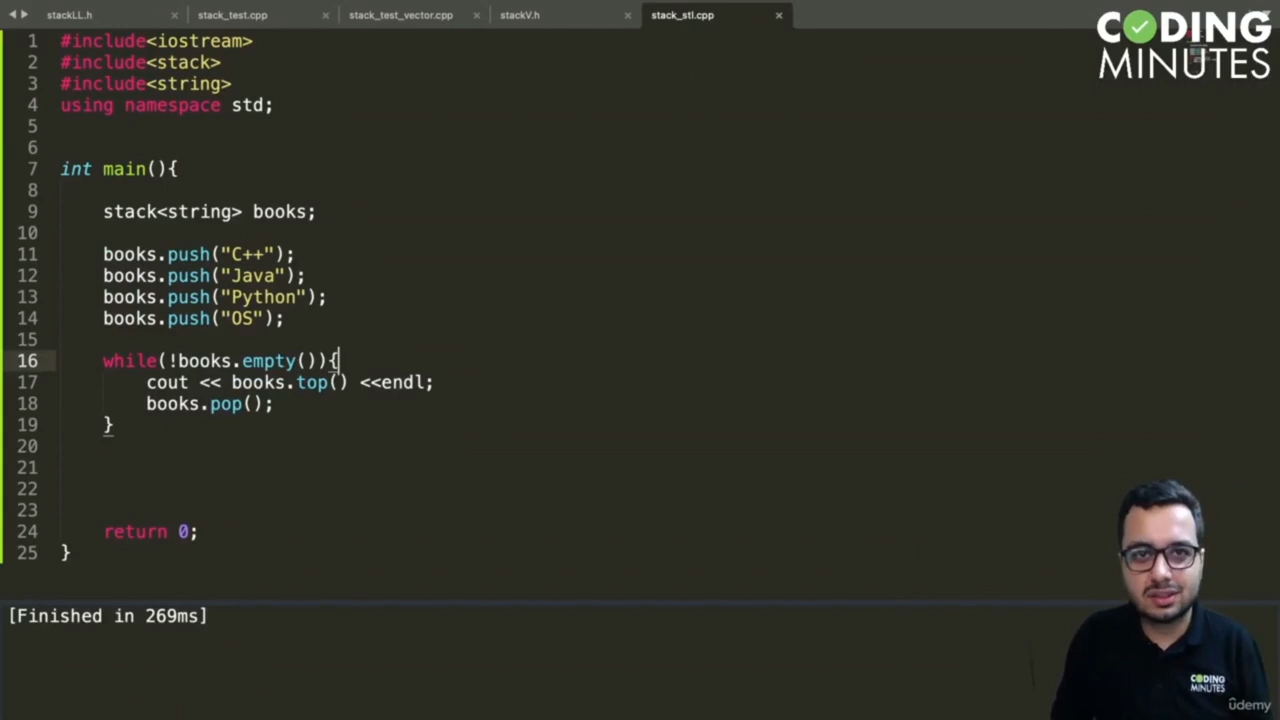 stackLL.h × stack_test.cpp × stack_test_vector.cpp × stackV.h × stack_stl.cpp ×
CODING
MINUTES
1 #include<iostream>
2 #include<stack>
3 #include<string>
4 using namespace std;
5
6
7 int main(){
8
9 stack<string> books;
10
11 books.push("C++");
12 books.push("Java");
13 books.push("Python");
14 books.push("OS");
15
16 while(!books.empty()){
17 cout << books.top() <<endl;
18 books.pop();
19 }
20
21
22
23
24 return 0;
25 }
[Finished in 269ms]
CODING
MINUTES
ûdemy